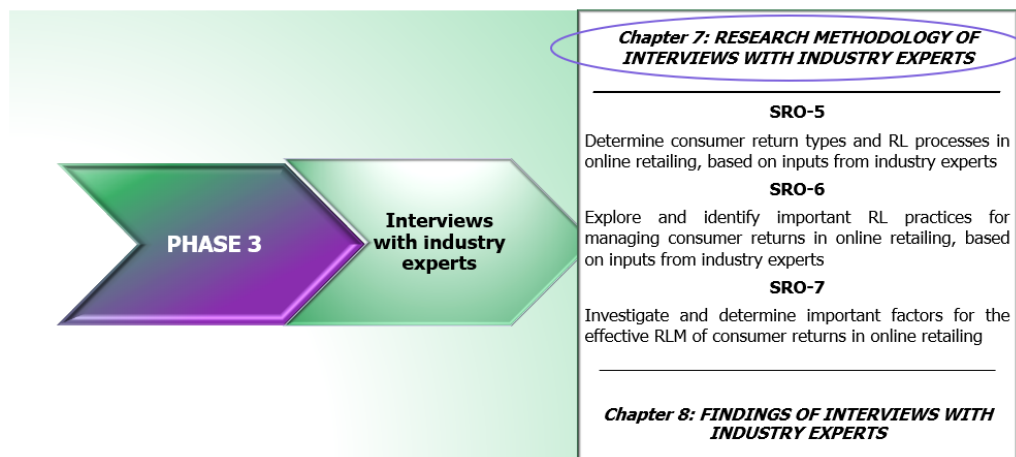 PHASE 3
Interviews
with industry
experts
Chapter 7: RESEARCH METHODOLOGY OF
INTERVIEWS WITH INDUSTRY EXPERTS
SRO-5
Determine consumer return types and RL processes in
online retailing, based on inputs from industry experts
SRO-6
Explore and identify important RL practices for
managing consumer returns in online retailing, based
on inputs from industry experts
SRO-7
Investigate and determine important factors for the
effective RLM of consumer returns in online retailing
Chapter 8: FINDINGS OF INTERVIEWS WITH
INDUSTRY EXPERTS